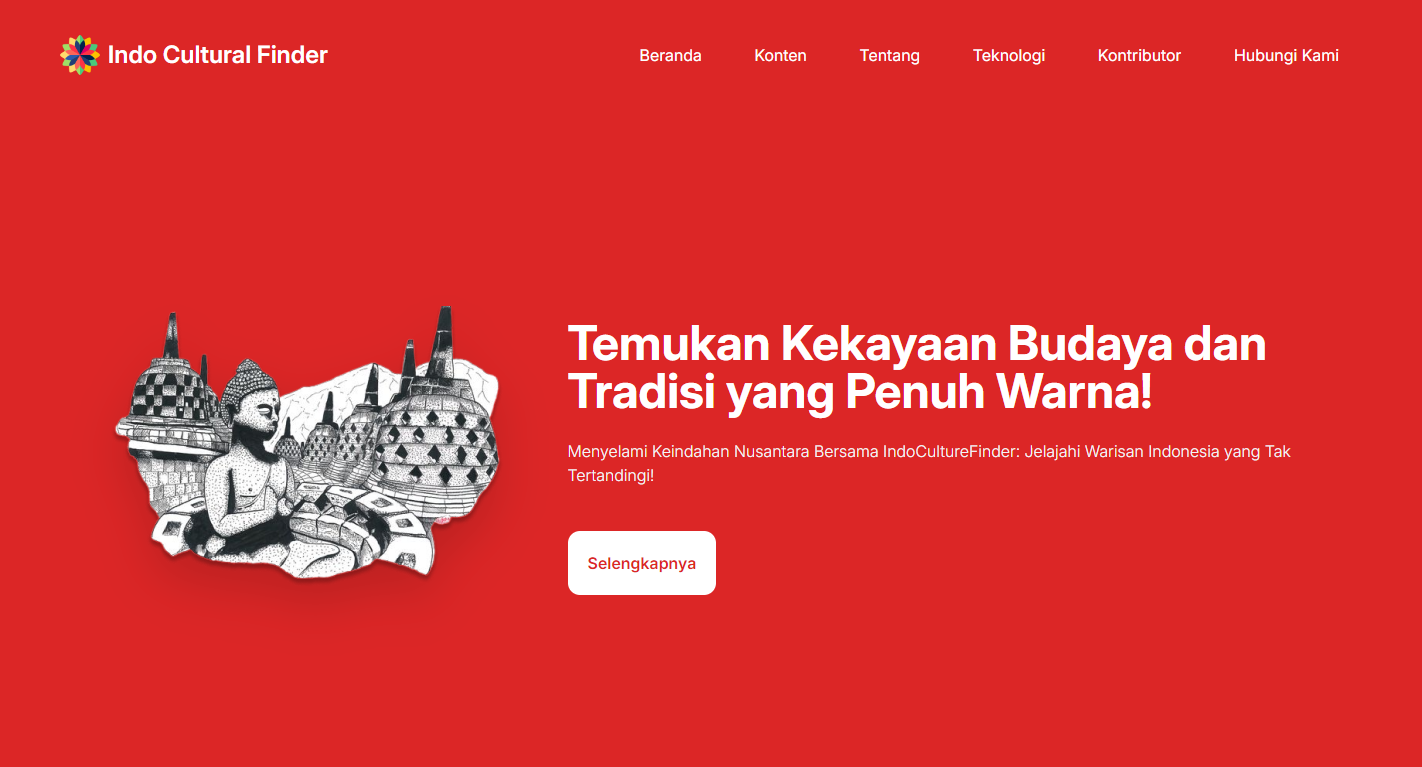 Indo Cultural Finder
Beranda
Konten
Tentang
Teknologi
Kontributor
Hubungi Kami
Temukan Kekayaan Budaya dan
Tradisi yang Penuh Warna!
Menyelami Keindahan Nusantara Bersama IndoCultureFinder: Jelajahi Warisan Indonesia yang Tak
Tertandingi!
Selengkapnya